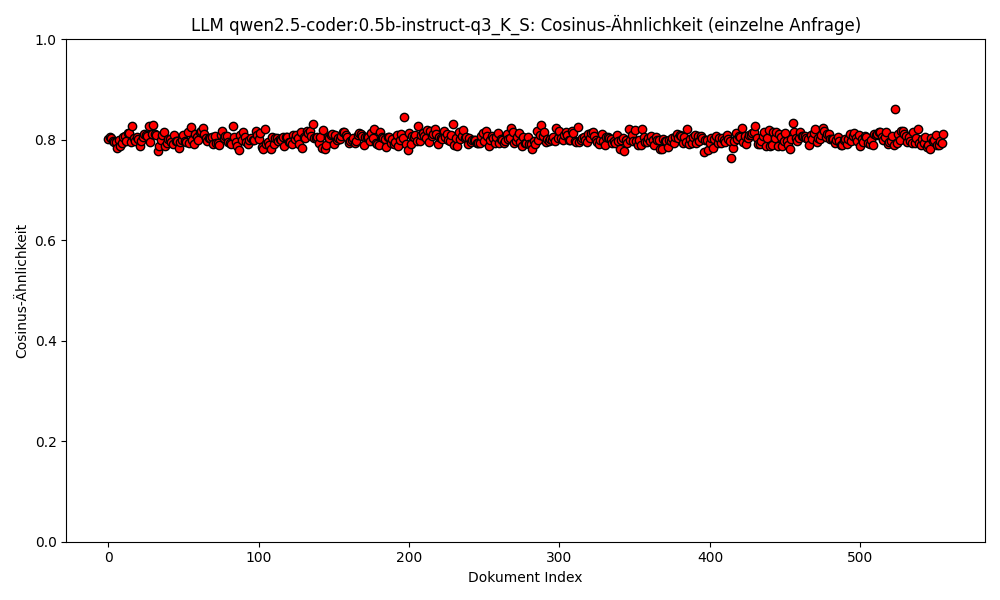 LLM qwen2.5-coder:0.5b-instruct-q3_K_S: Cosinus-Ähnlichkeit (einzelne Anfrage)
1.0
0.8
0.6
0.4
0.2
0.0
Cosinus-Ähnlichkeit
0 100 200 300 400 500
Dokument Index